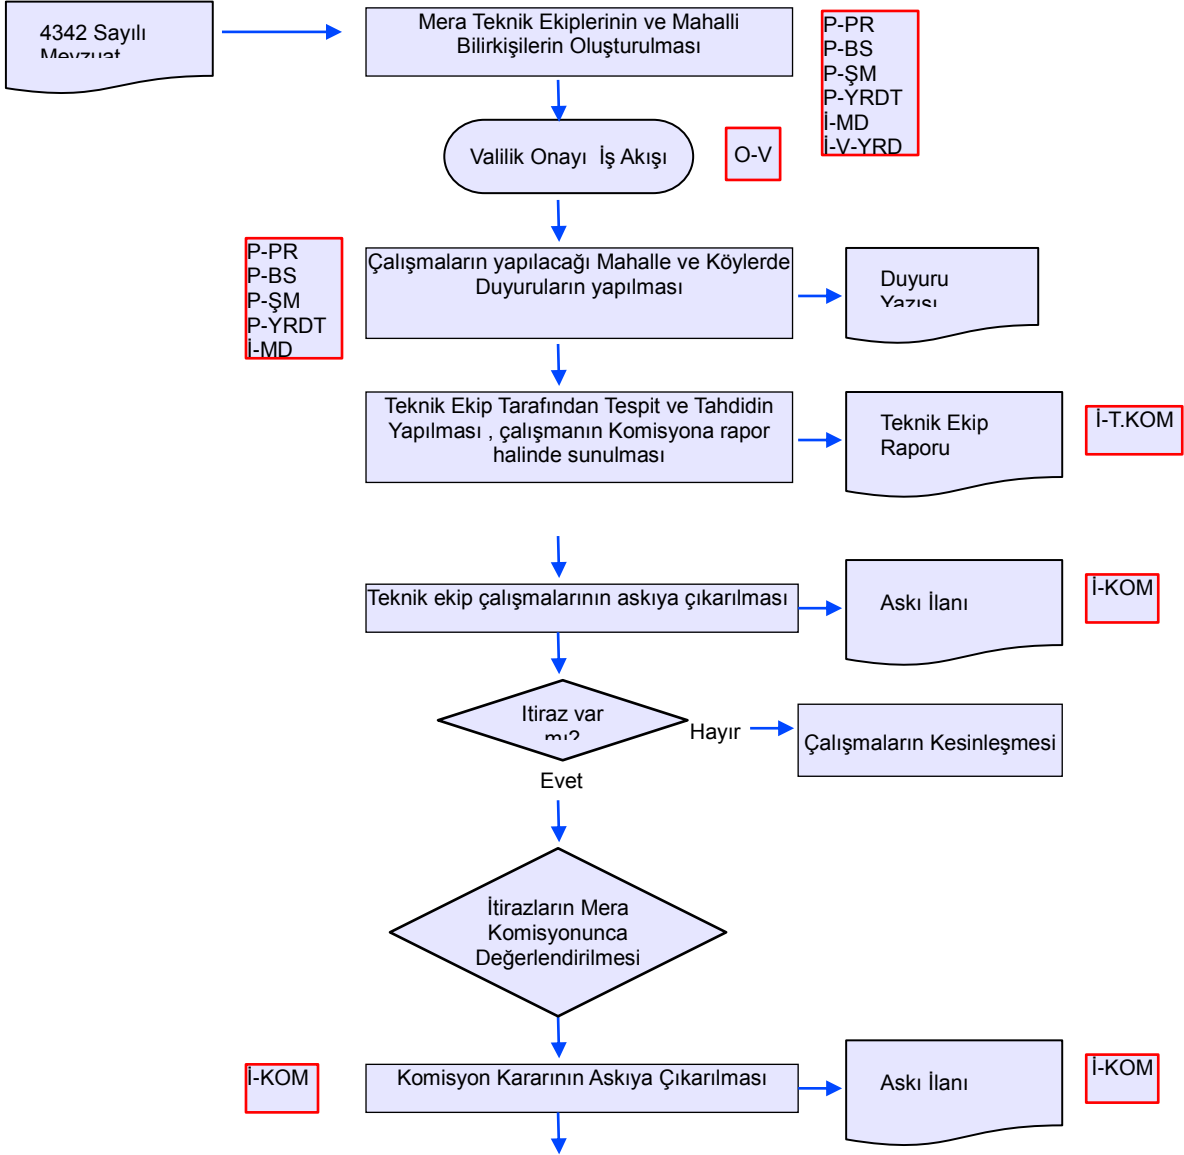 4342 Sayılı
Mevzuat
Mera Teknik Ekiplerinin ve Mahalli
Bilirkişilerin Oluşturulması
P-PR
P-BS
P-ŞM
P-YRDT
İ-MD
İ-V-YRD
Valilik Onayı İş Akışı
O-V
P-PR
P-BS
P-ŞM
P-YRDT
İ-MD
Çalışmaların yapılacağı Mahalle ve Köylerde
Duyuruların yapılması
Duyuru
Yazısı
Teknik Ekip Tarafından Tespit ve Tahdidin
Yapılması , çalışmanın Komisyona rapor
halinde sunulması
Teknik Ekip
Raporu
İ-T.KOM
Teknik ekip çalışmalarının askıya çıkarılması
Askı İlanı
İ-KOM
Itiraz var
mı?
Hayır
Çalışmaların Kesinleşmesi
Evet
İtirazların Mera
Komisyonunca
Değerlendirilmesi
İ-KOM
Komisyon Kararının Askıya Çıkarılması
Askı İlanı
İ-KOM